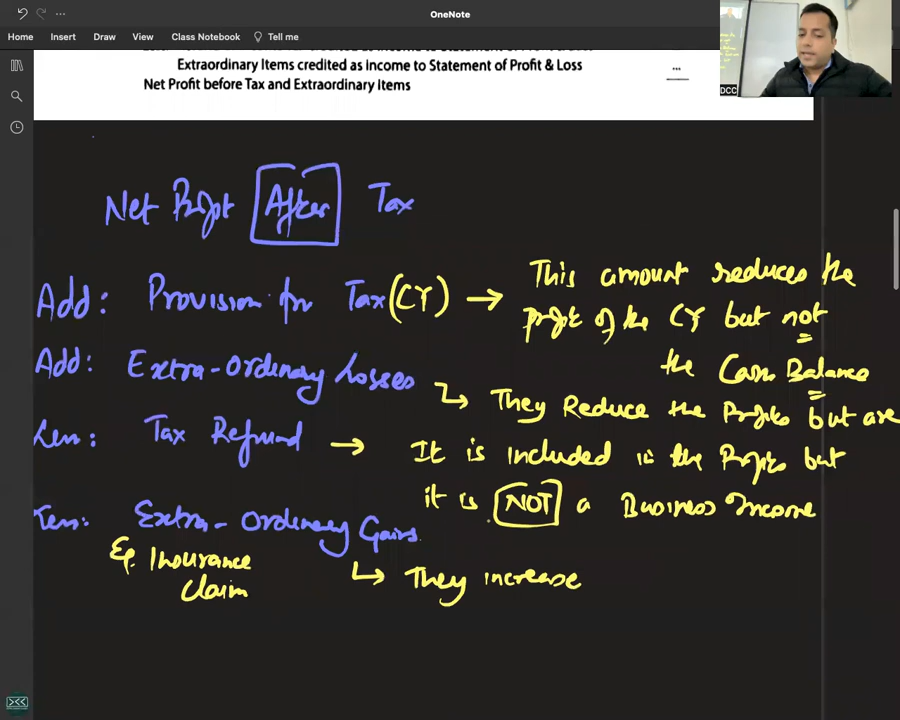 OneNote
Home Insert Draw View Class Notebook Tell me
Extraordinary Items credited as income to Statement of Profit & Loss ...
Net Profit before Tax and Extraordinary Items
DCC
Net Profit After Tax
Add: Provision for Tax (CY) → This amount reduces the
profit of the CY but not
the Cash Balance
Add: Extra-Ordinary Losses
They Reduce the Profits but are
Less: Tax Refund → It is included in the Profits but
it is NOT a Business Income
Less: Extra-Ordinary Gains.
Eg. Insurance
Claim
They increase